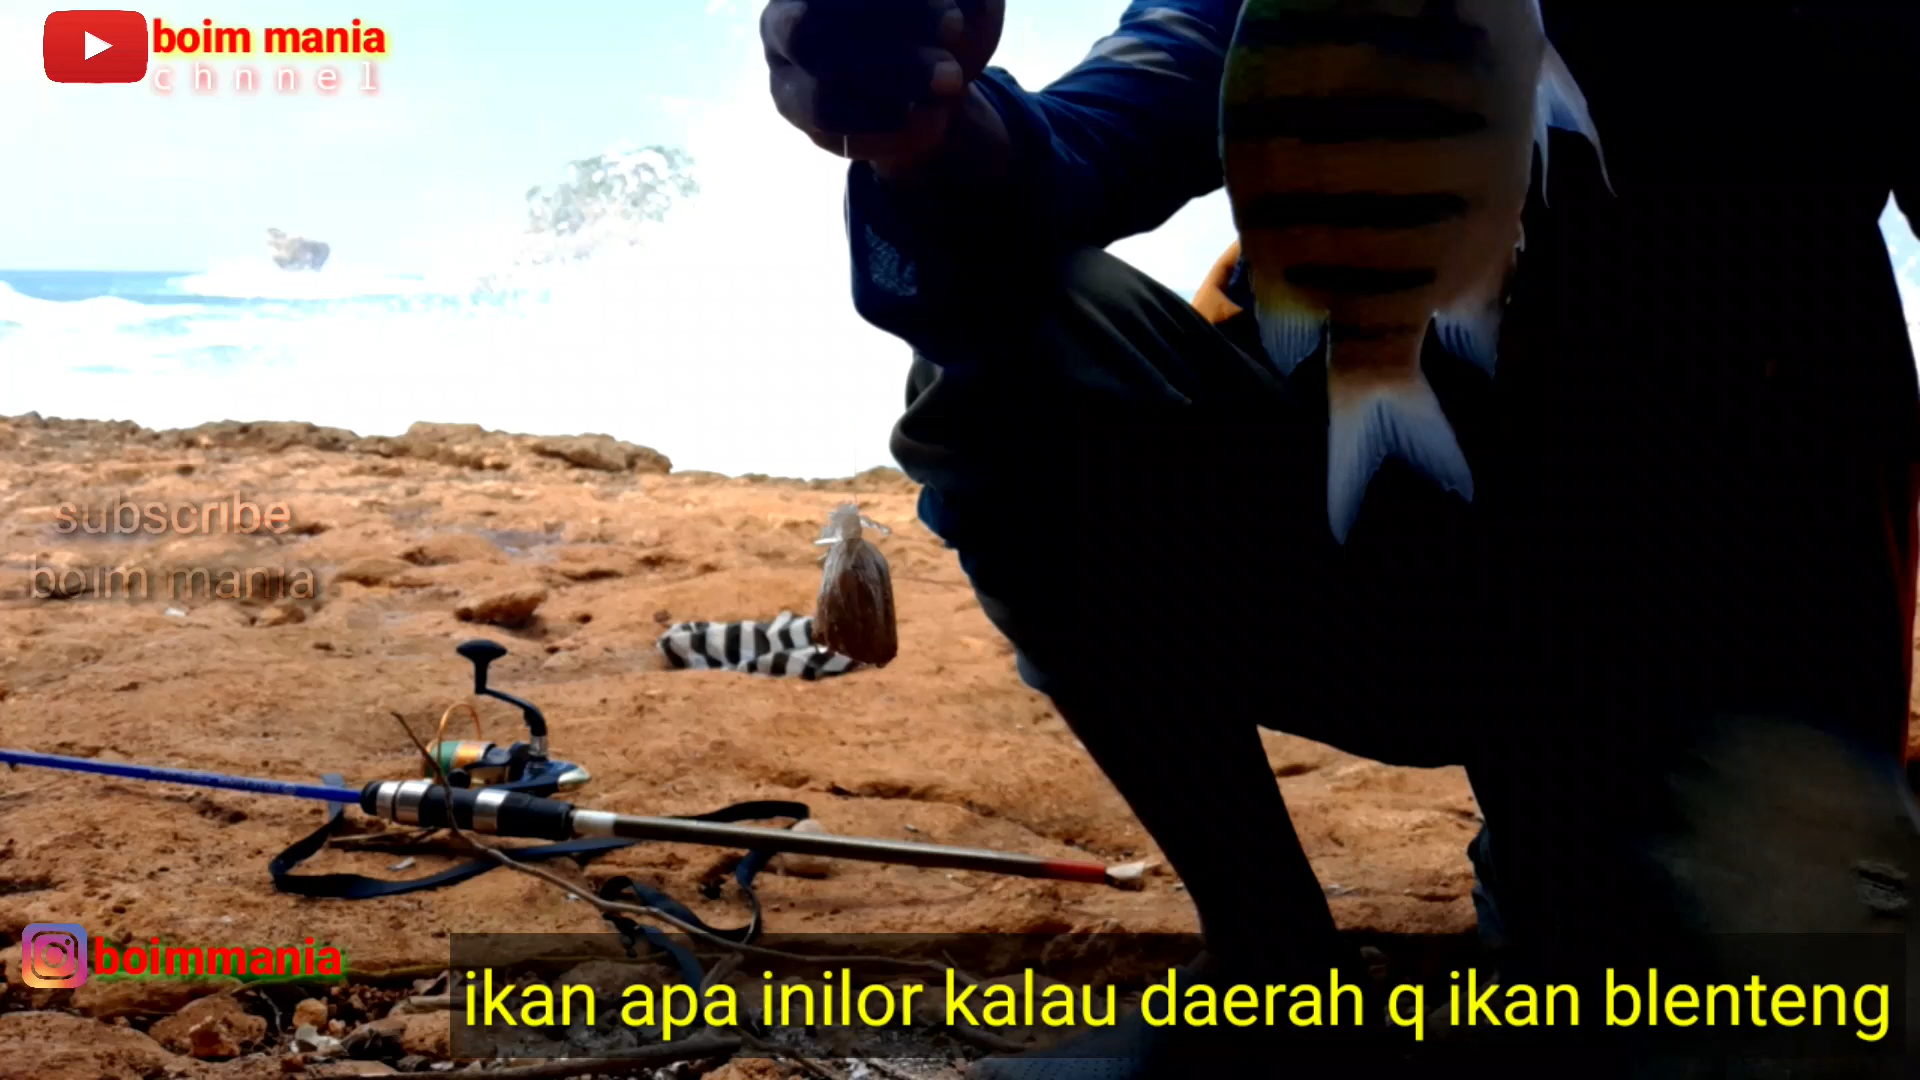 boim mania
chnnel
subscribe
boim mania
boimmania
ikan apa inilor kalau daerah q ikan blenteng